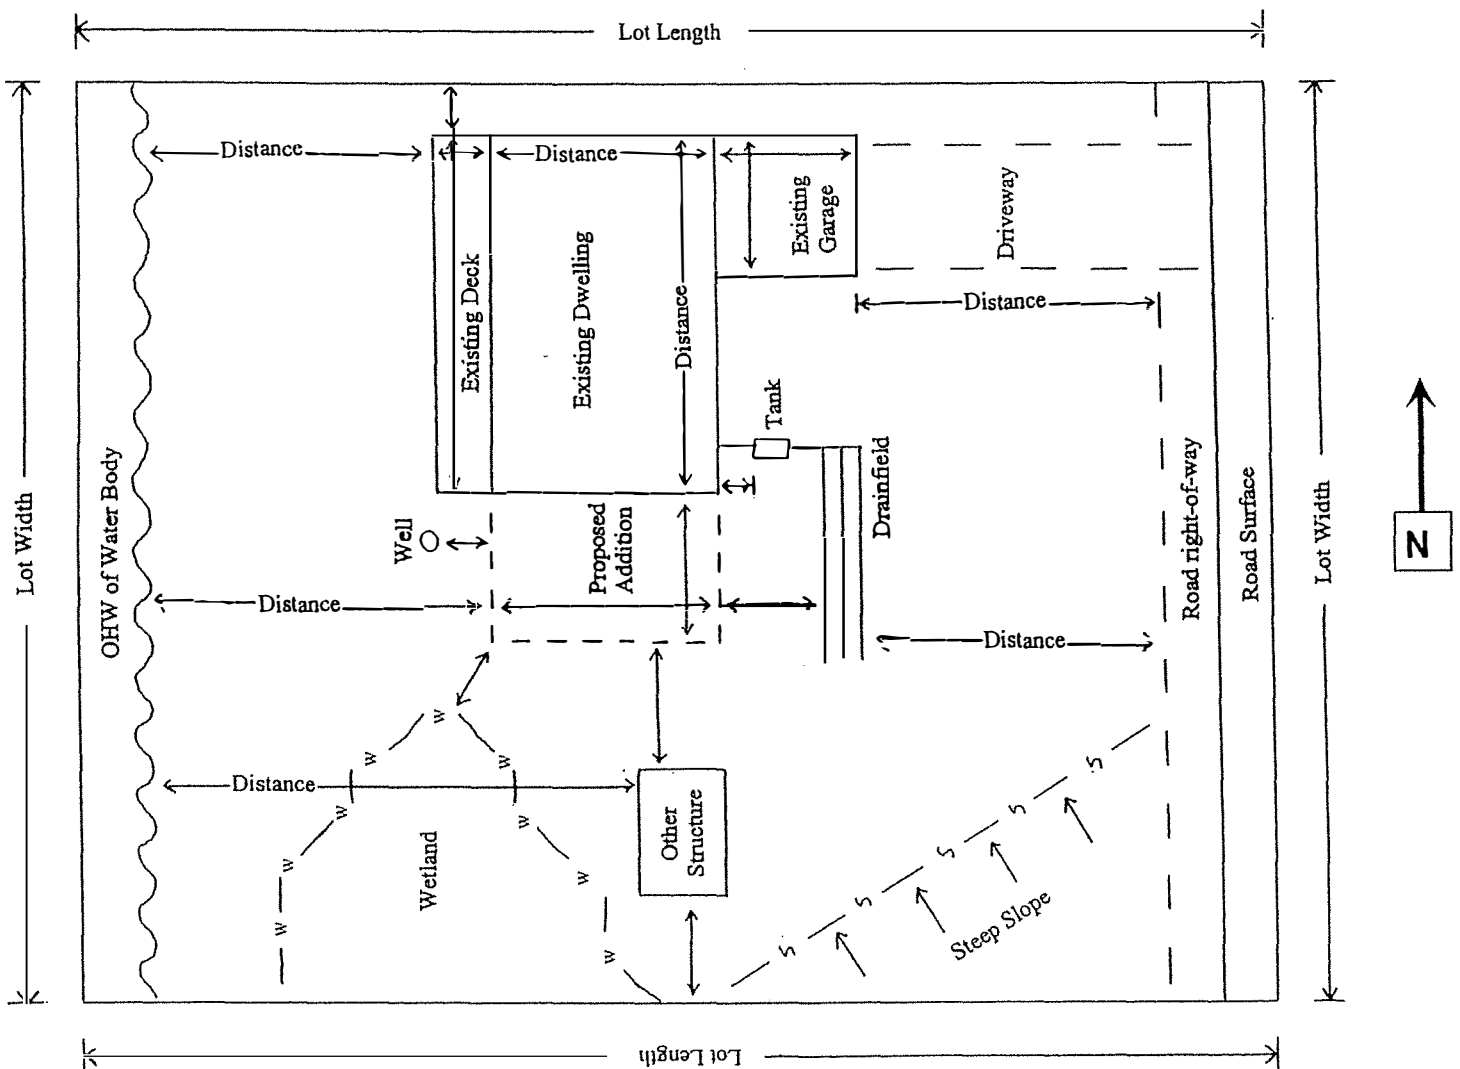 Lot Length
Distance
Distance
Existing
Garage
Driveway
Existing Deck
Existing Dwelling
Distance
Distance
Tank
Drainfield
OHW of Water Body
Lot Width
Well
Proposed
Addition
Road right-of-way
Road Surface
Lot Width
N
Distance
Distance
w
w
w
w
w
w
w
w
w
Distance
Wetland
Other
Structure
S
S
S
S
S
Steep Slope
Lot Length